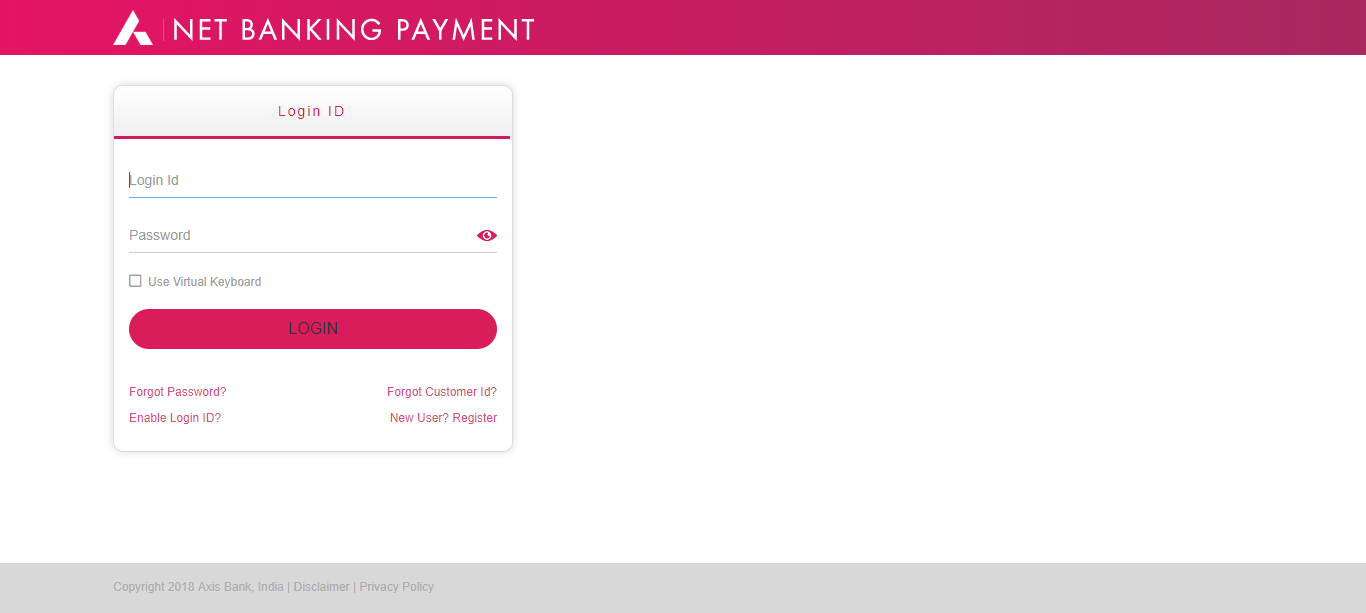 NET BANKING PAYMENT
Login ID
Login Id
Password
Use Virtual Keyboard
LOGIN
Forgot Password? Forgot Customer Id?
Enable Login ID? New User? Register
Copyright 2018 Axis Bank, India | Disclaimer | Privacy Policy